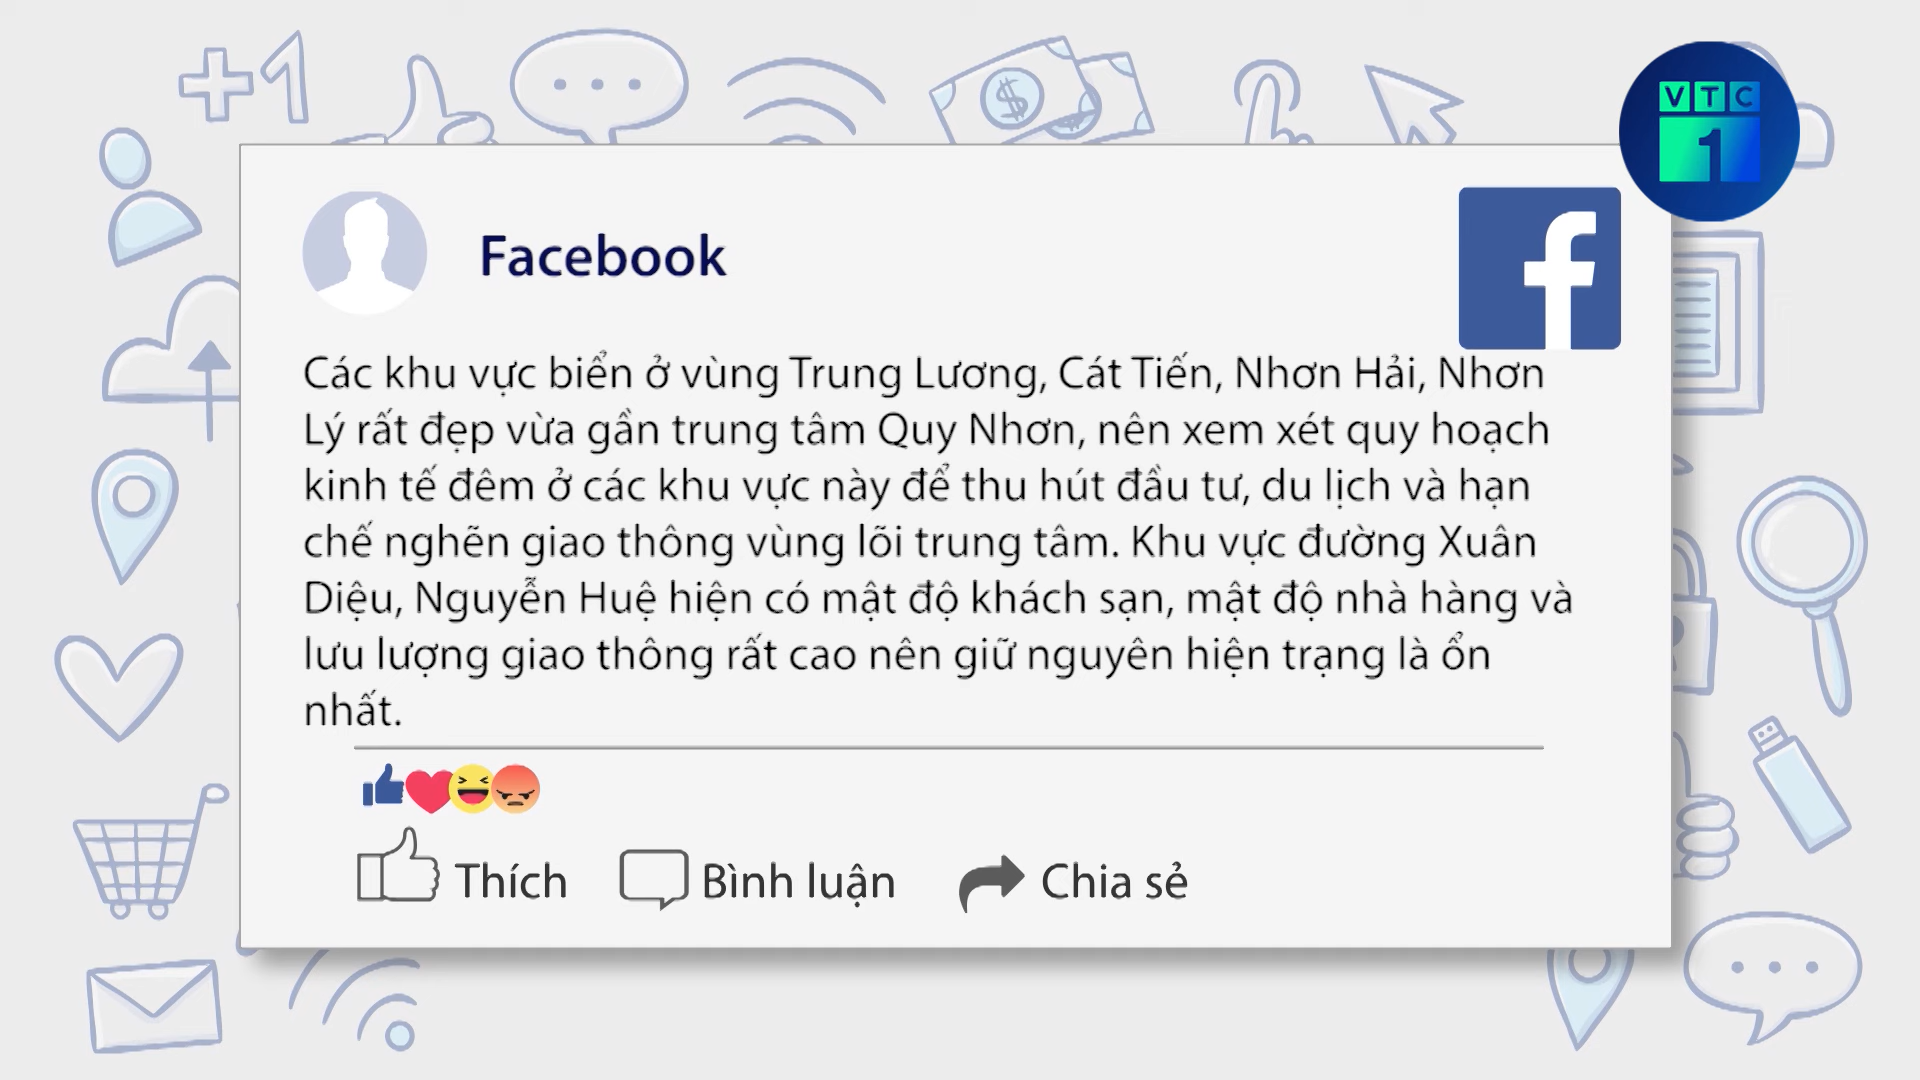 +1
VTC
1
Facebook
Các khu vực biển ở vùng Trung Lương, Cát Tiến, Nhơn Hải, Nhơn
Lý rất đẹp vừa gần trung tâm Quy Nhơn, nên xem xét quy hoạch
kinh tế đêm ở các khu vực này để thu hút đầu tư, du lịch và hạn
chế nghẽn giao thông vùng lõi trung tâm. Khu vực đường Xuân
Diệu, Nguyễn Huệ hiện có mật độ khách sạn, mật độ nhà hàng và
lưu lượng giao thông rất cao nên giữ nguyên hiện trạng là ổn
nhất.
Thích Bình luận Chia sẻ